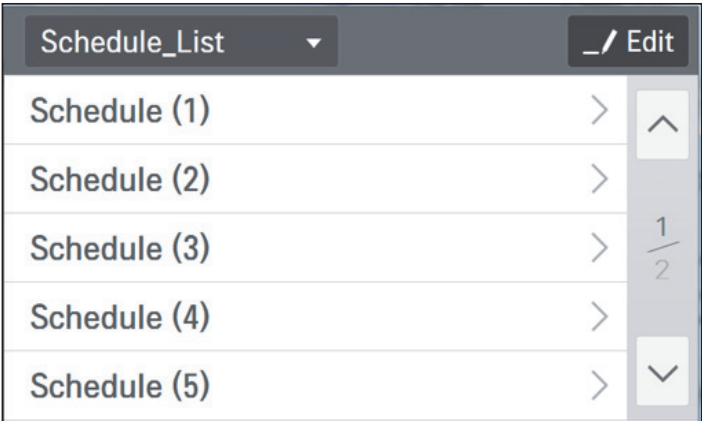 Schedule_List
Edit
Schedule (1)
Schedule (2)
Schedule (3)
Schedule (4)
Schedule (5)
1
2